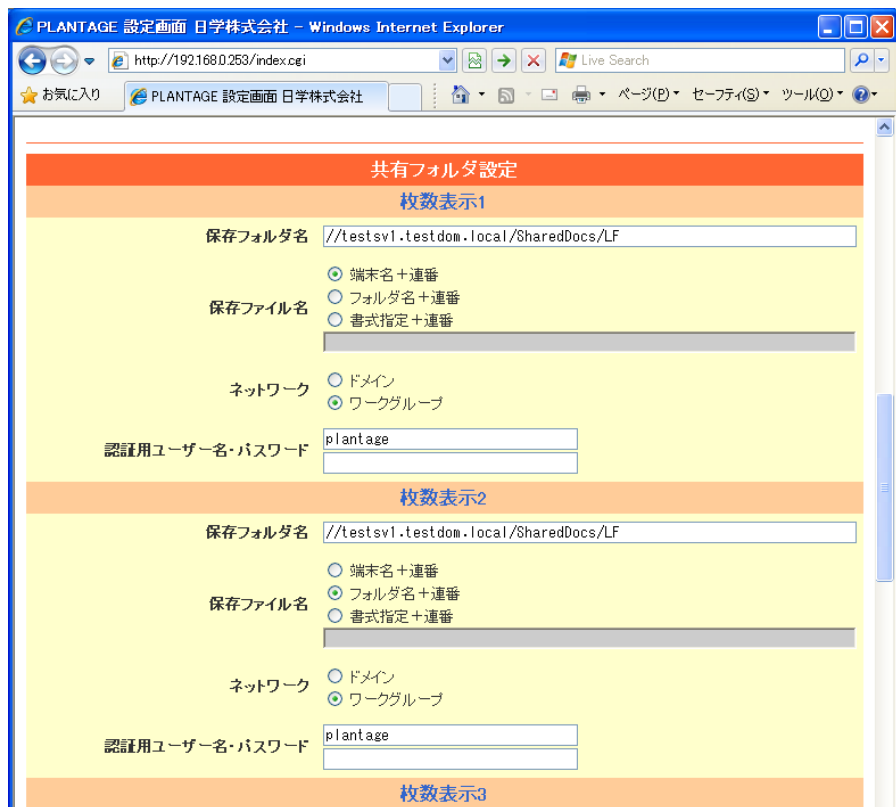 PLANTAGE 設定画面 日学株式会社 - Windows Internet Explorer
http://192.168.0.253/index.cgi
Live Search
お気に入り
PLANTAGE 設定画面 日学株式会社
ページ(P)
セーフティ(S)
ツール(O)
共有フォルダ設定
枚数表示1
保存フォルダ名
//testsv1.testdom.local/SharedDocs/LF
保存ファイル名
端末名+連番
フォルダ名+連番
書式指定+連番
ネットワーク
ドメイン
ワークグループ
認証用ユーザー名・パスワード
plantage
枚数表示2
保存フォルダ名
//testsv1.testdom.local/SharedDocs/LF
保存ファイル名
端末名+連番
フォルダ名+連番
書式指定+連番
ネットワーク
ドメイン
ワークグループ
認証用ユーザー名・パスワード
plantage
枚数表示3